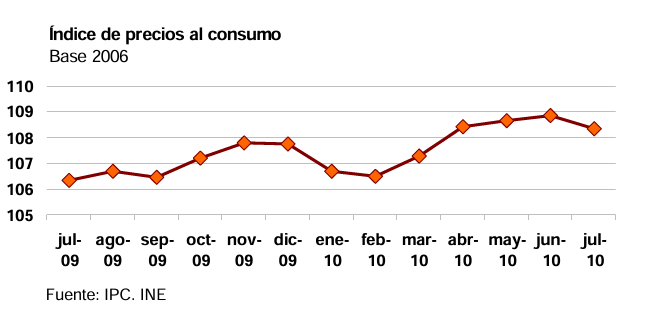 Índice de precios al consumo
Base 2006
110
109
108
107
106
105
jul- ago- sep- oct- nov- dic- ene- feb- mar- abr- may- jun- jul-
09 09 09 09 09 09 10 10 10 10 10 10 10
Fuente: IPC. INE